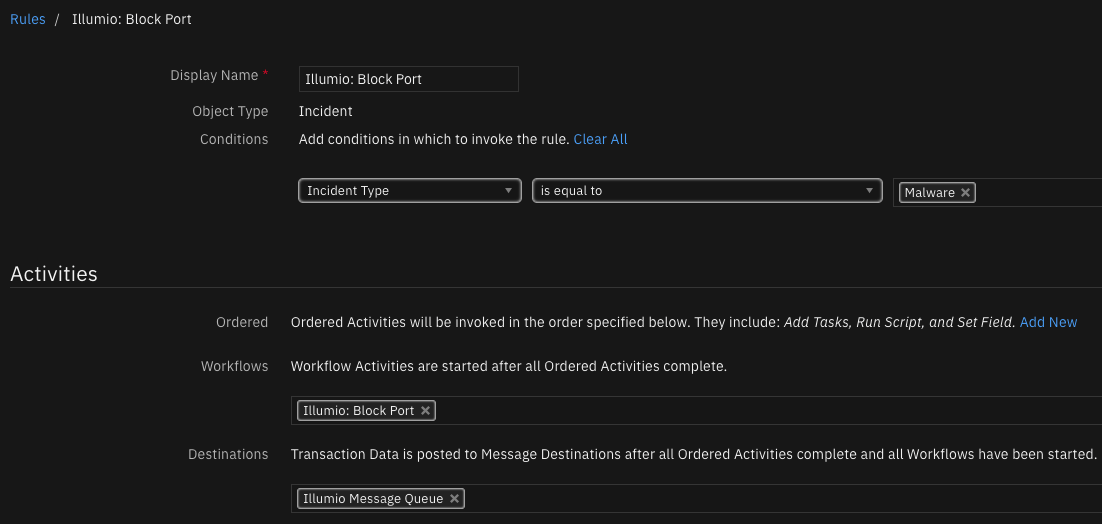 Rules / Illumio: Block Port
Display Name * Illumio: Block Port
Object Type Incident
Conditions Add conditions in which to invoke the rule. Clear All
Incident Type is equal to Malware
Activities
Ordered Ordered Activities will be invoked in the order specified below. They include: Add Tasks, Run Script, and Set Field. Add New
Workflows Workflow Activities are started after all Ordered Activities complete.
Illumio: Block Port
Destinations Transaction Data is posted to Message Destinations after all Ordered Activities complete and all Workflows have been started.
Illumio Message Queue